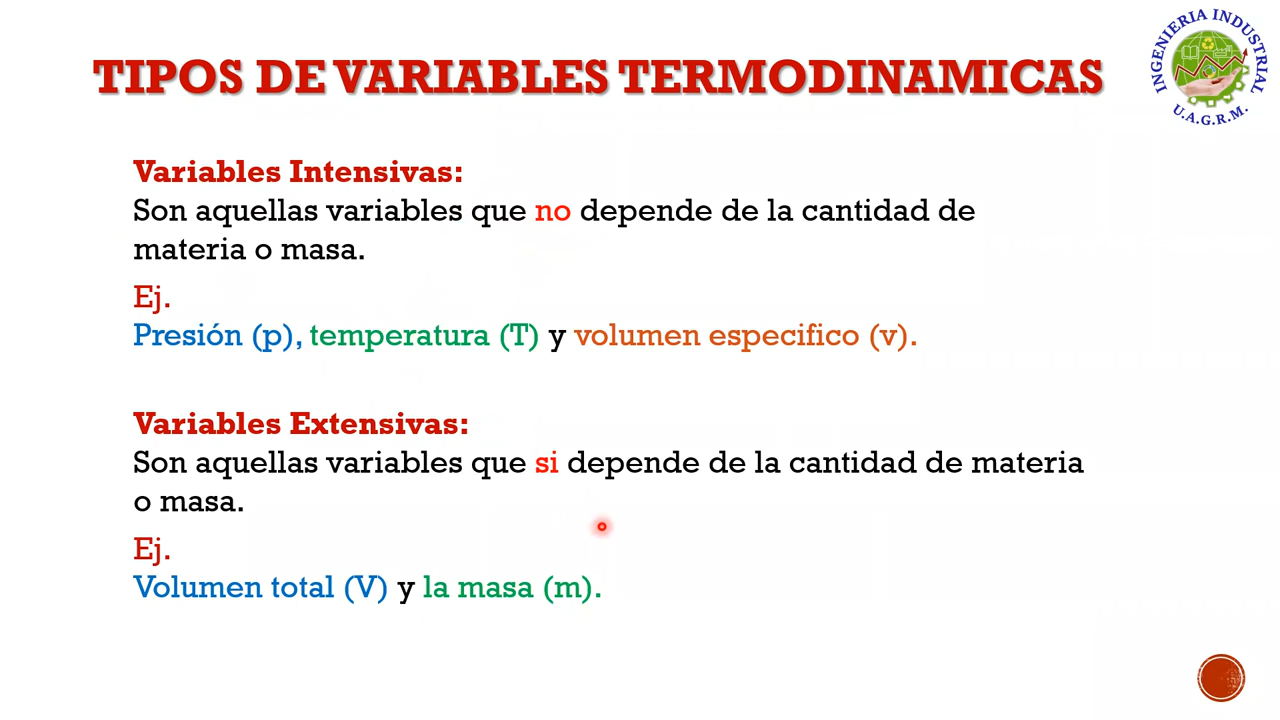 TIPOS DE VARIABLES TERMODINAMICAS
INGENIERIA INDUSTRIAL
U.A.G.R.M.
Variables Intensivas:
Son aquellas variables que no depende de la cantidad de
materia o masa.
Ej.
Presión (p), temperatura (T) y volumen especifico (v).
Variables Extensivas:
Son aquellas variables que si depende de la cantidad de materia
o masa.
Ej.
Volumen total (V) y la masa (m).